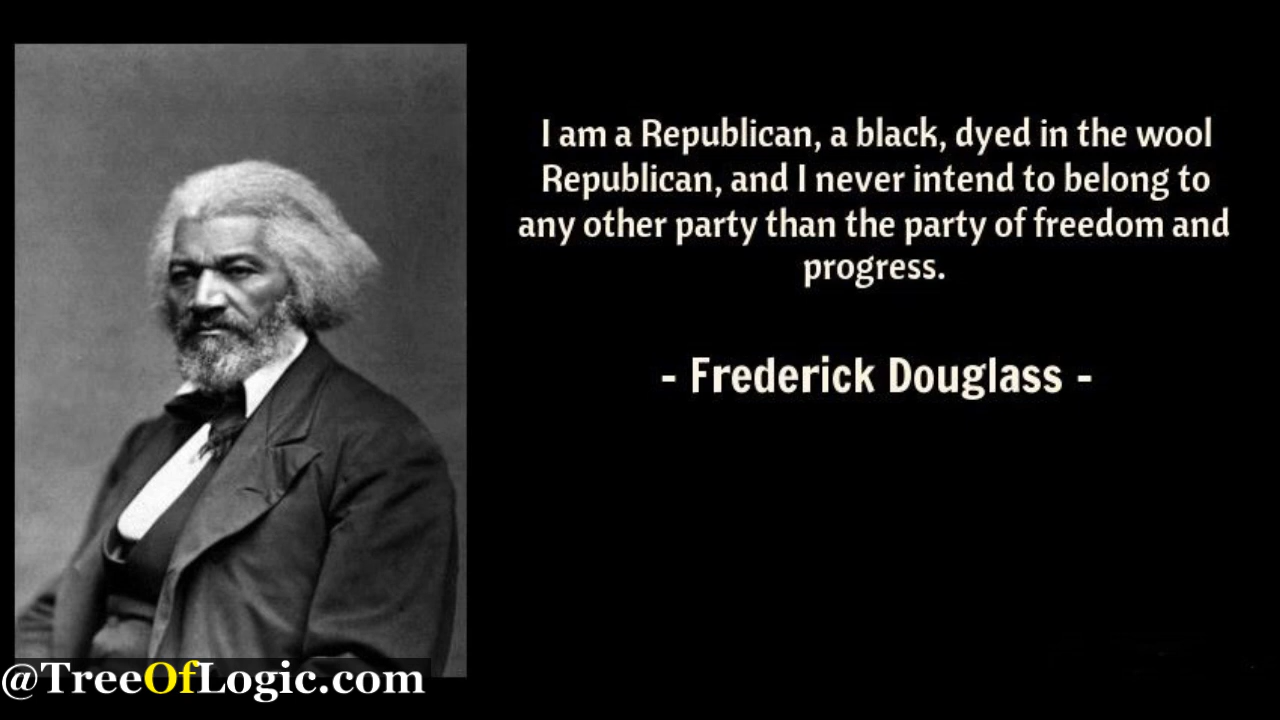 I am a Republican, a black, dyed in the wool
Republican, and I never intend to belong to
any other party than the party of freedom and
progress.
- Frederick Douglass -
@TreeOfLogic.com